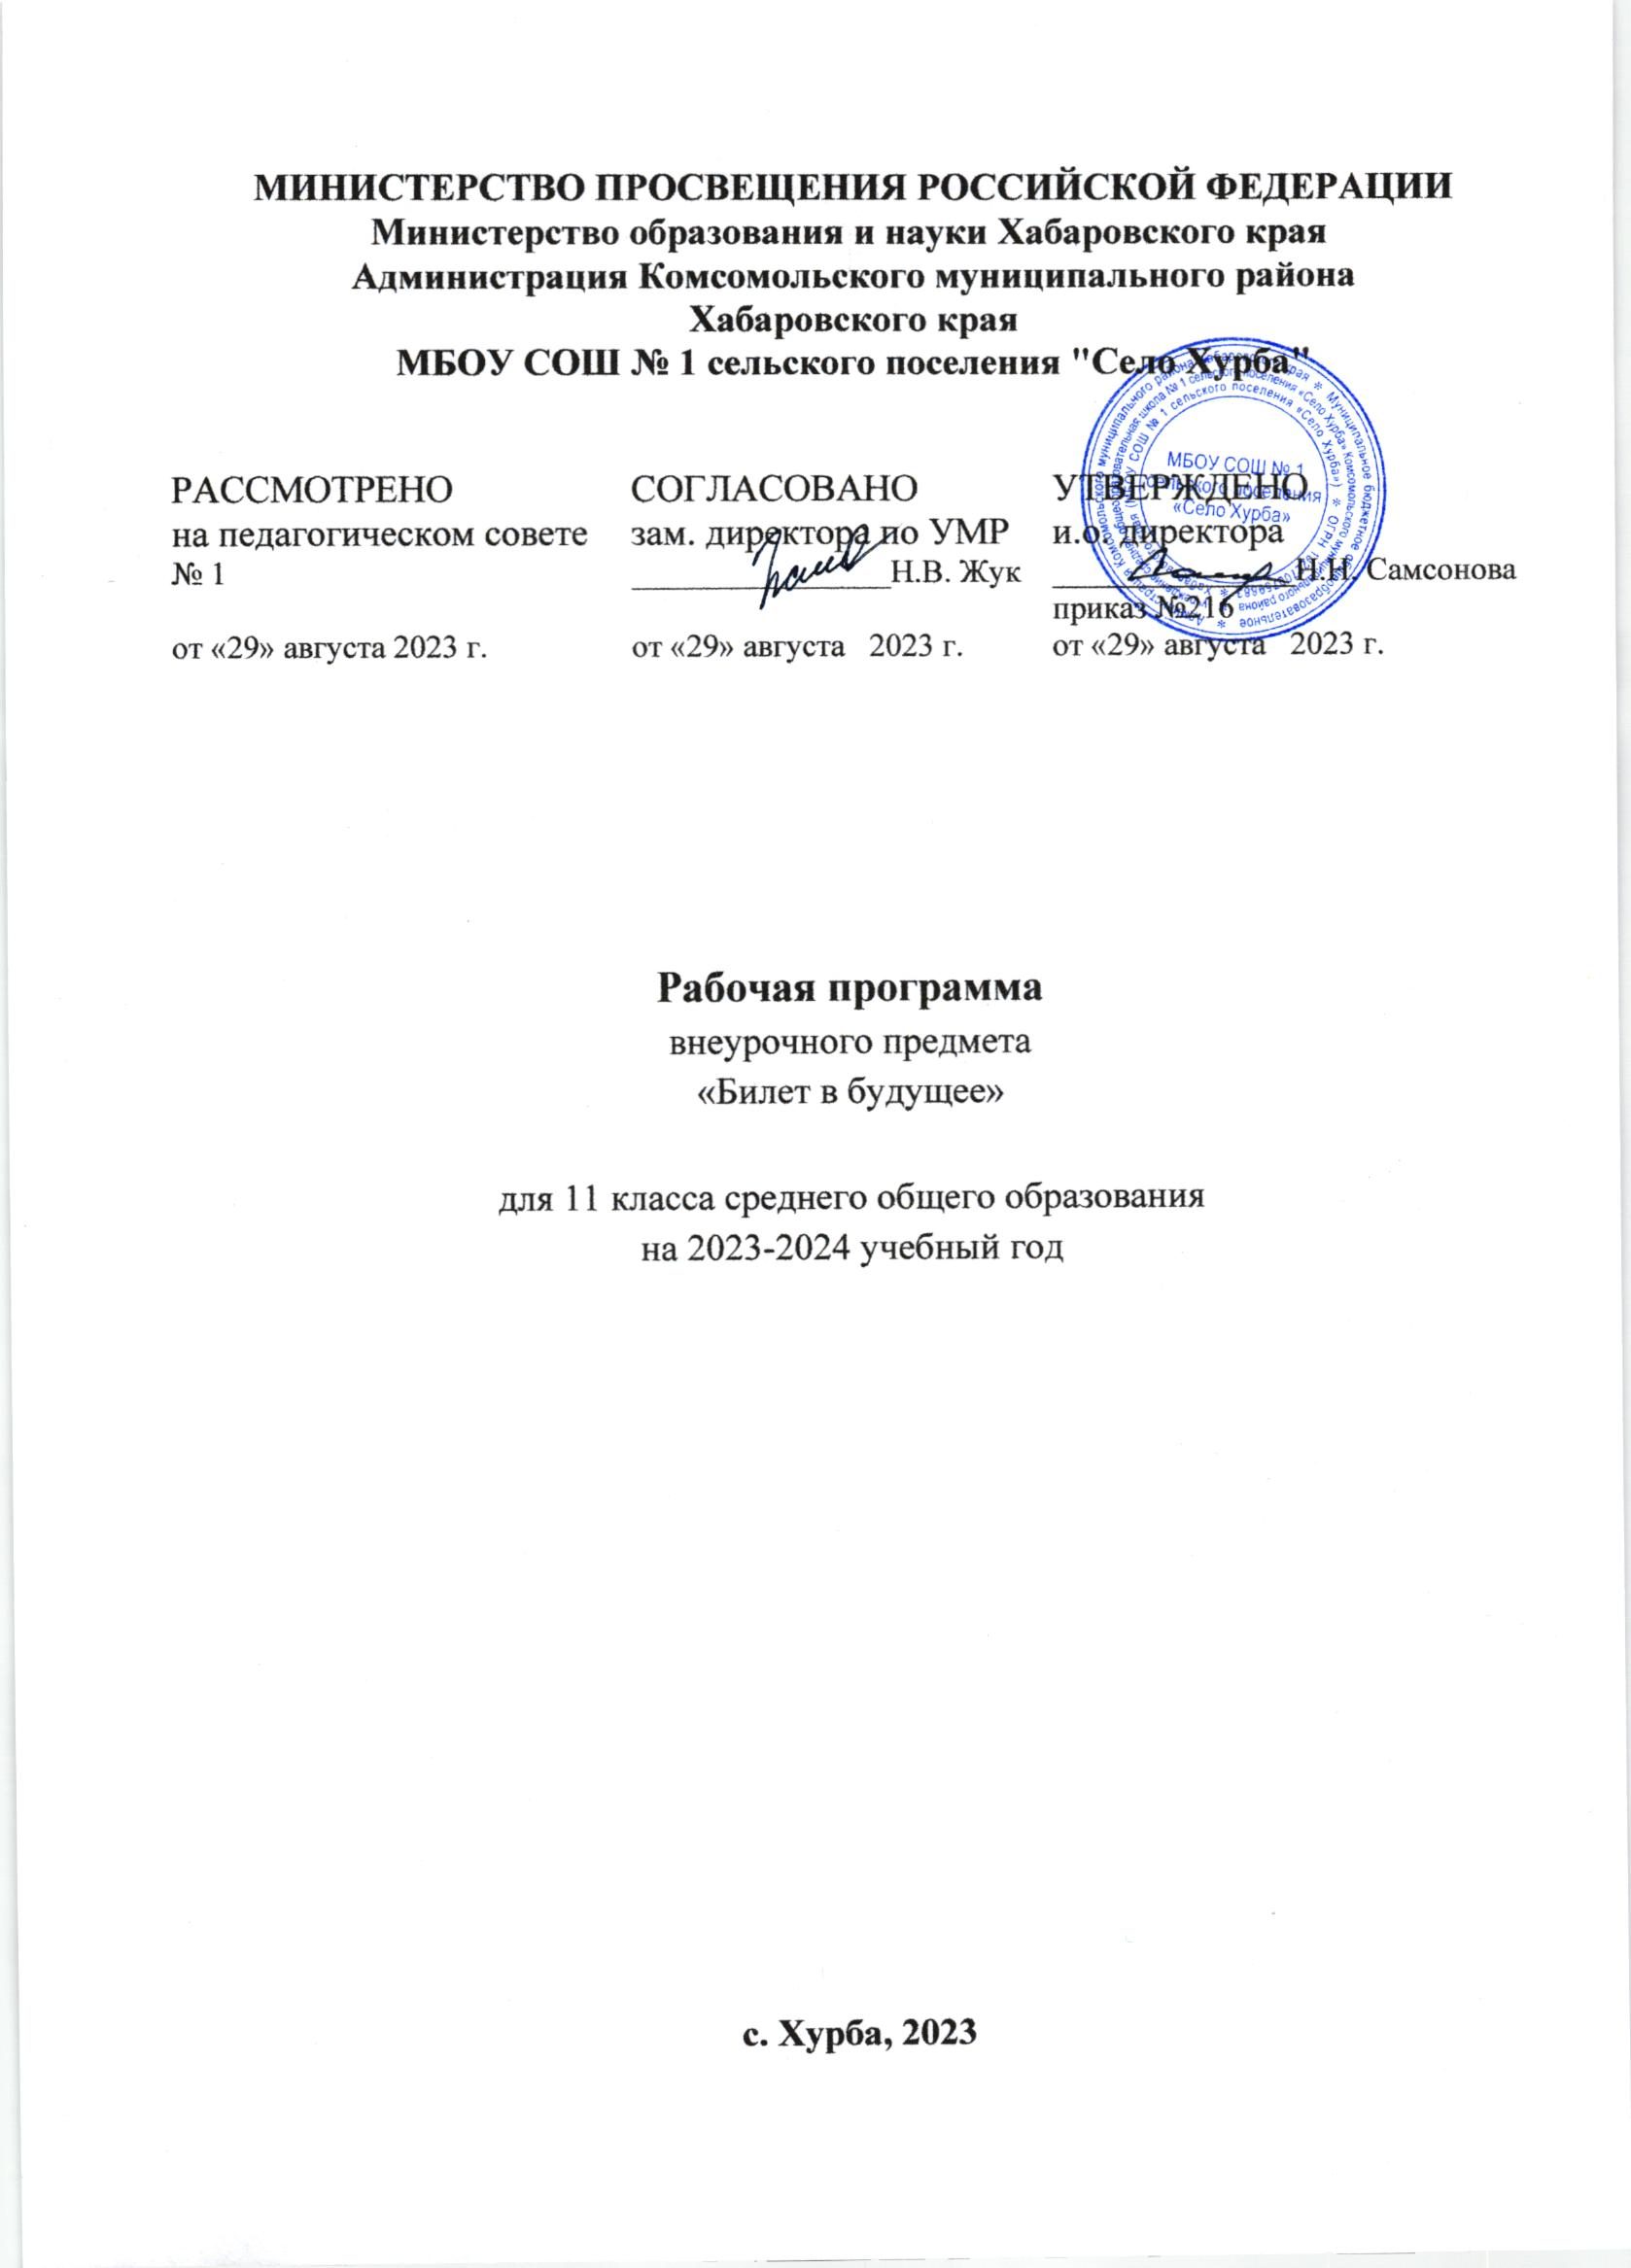 МИНИСТЕРСТВО ПРОСВЕЩЕНИЯ РОССИЙСКОЙ ФЕДЕРАЦИИ
Министерство образования и науки Хабаровского края
Администрация Комсомольского муниципального района
Хабаровского края
МБОУ СОШ № 1 сельского поселения "Село Хурба"
РАССМОТРЕНО
на педагогическом совете
№ 1
от «29» августа 2023 г.
СОГЛАСОВАНО
зам. директора по УМР
Н.В. Жук
от «29» августа 2023 г.
УТВЕРЖДЕНО
и.о. директора
Н.Н. Самсонова
приказ №216
от «29» августа 2023 г.
МБОУ СОШ № 1
сельского поселения
«Село Хурба»
Рабочая программа
внеурочного предмета
«Билет в будущее»
для 11 класса среднего общего образования
на 2023-2024 учебный год
с. Хурба, 2023